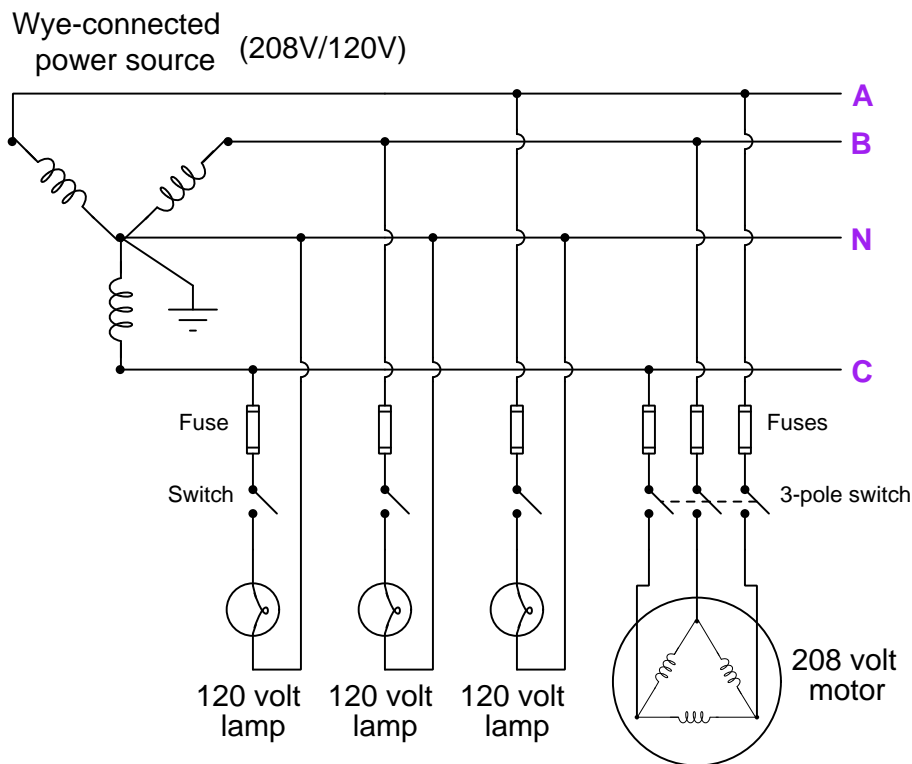 Wye-connected
power source
(208V/120V)
A
B
N
C
Fuse
Fuses
Switch
3-pole switch
208 volt
motor
120 volt
lamp
120 volt
lamp
120 volt
lamp